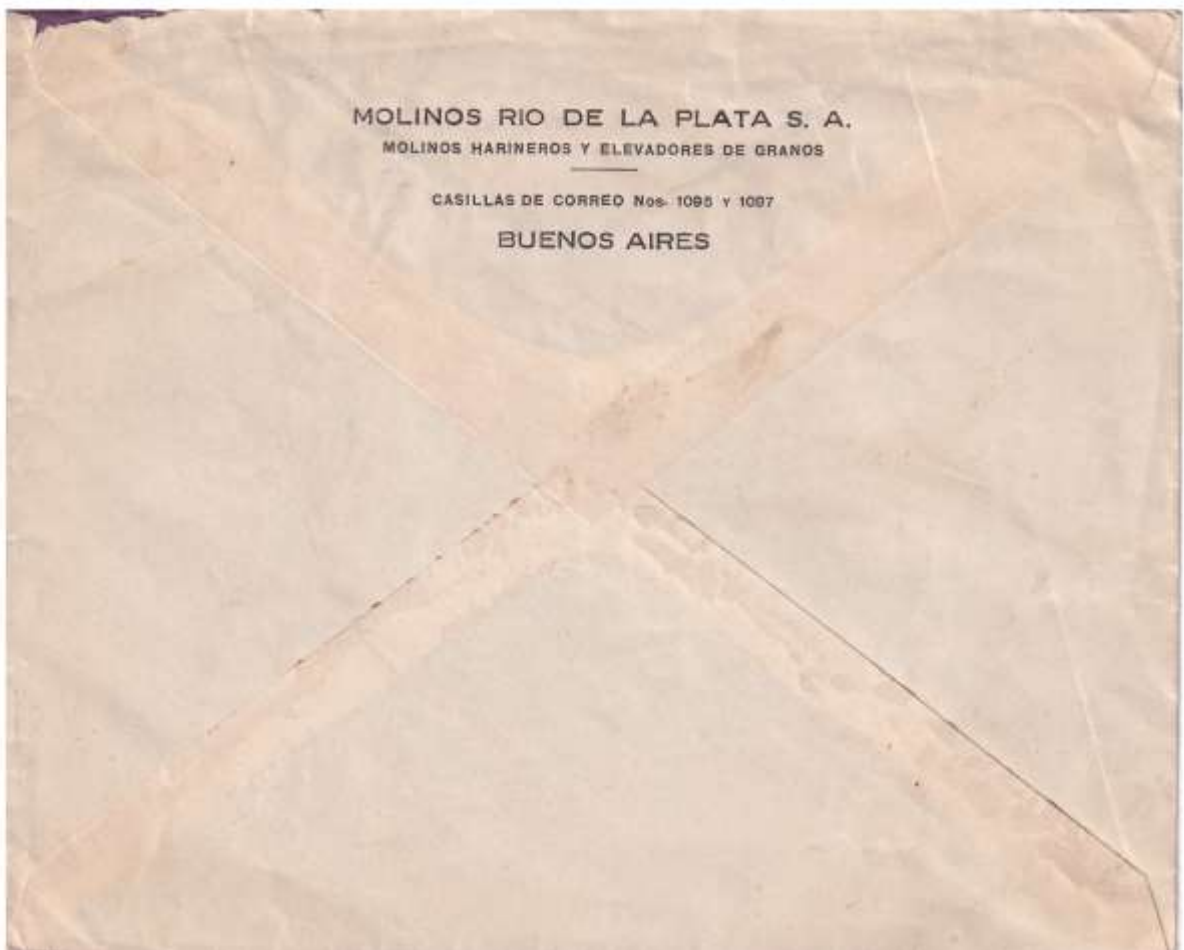 MOLINOS RIO DE LA PLATA S. A.
MOLINOS HARINEROS Y ELEVADORES DE GRANOS
CASILLAS DE CORREO Nos. 1095 Y 1097
BUENOS AIRES